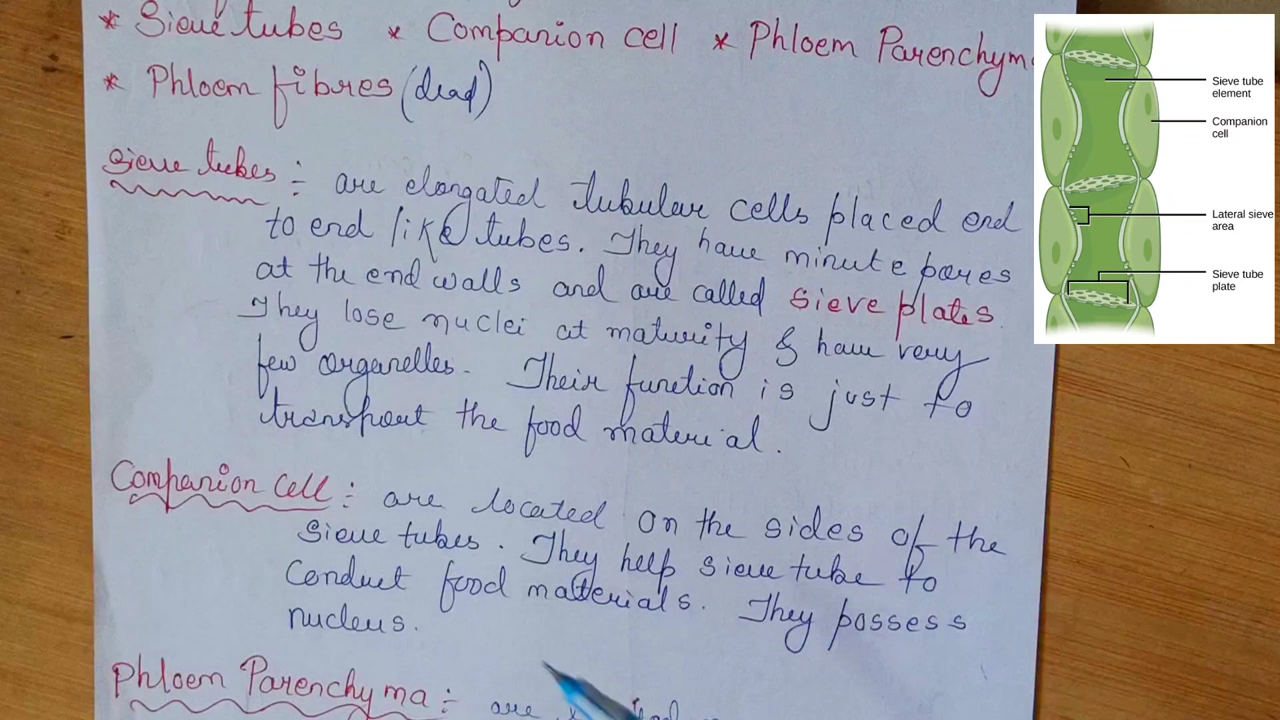 * Sieve tubes * Companion cell * Phloem Parenchyma
* Phloem fibres (dead)
Sieve tubes :- are elongated tubular cells placed end
to end like tubes. They have minute pores
at the end walls and are called sieve plates.
They lose nuclei at maturity & have very
few organelles. Their function is just to
transport the food material.
Companion cell :- are located on the sides of the
sieve tubes. They help sieve tube to
conduct food materials. They possess
nucleus.
Phloem Parenchyma :- are
Sieve tube
element
Companion
cell
Lateral sieve
area
Sieve tube
plate